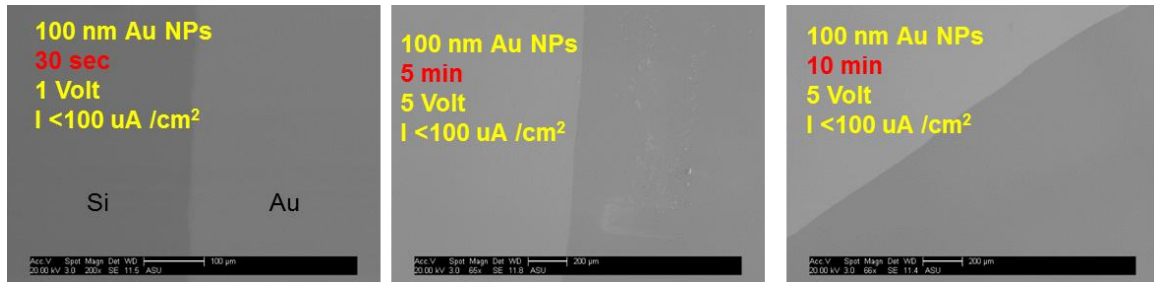 100 nm Au NPs
30 sec
1 Volt
I <100 uA /cm²
Si Au
Acc.V Spot Magn Det WD 100 µm
20.00 kV 3.0 200x SE 11.5 ASU
100 nm Au NPs
5 min
5 Volt
I <100 uA /cm²
Acc.V Spot Magn Det WD 200 µm
20.00 kV 3.0 65x SE 11.8 ASU
100 nm Au NPs
10 min
5 Volt
I <100 uA /cm²
Acc.V Spot Magn Det WD 200 µm
20.00 kV 3.0 66x SE 11.4 ASU